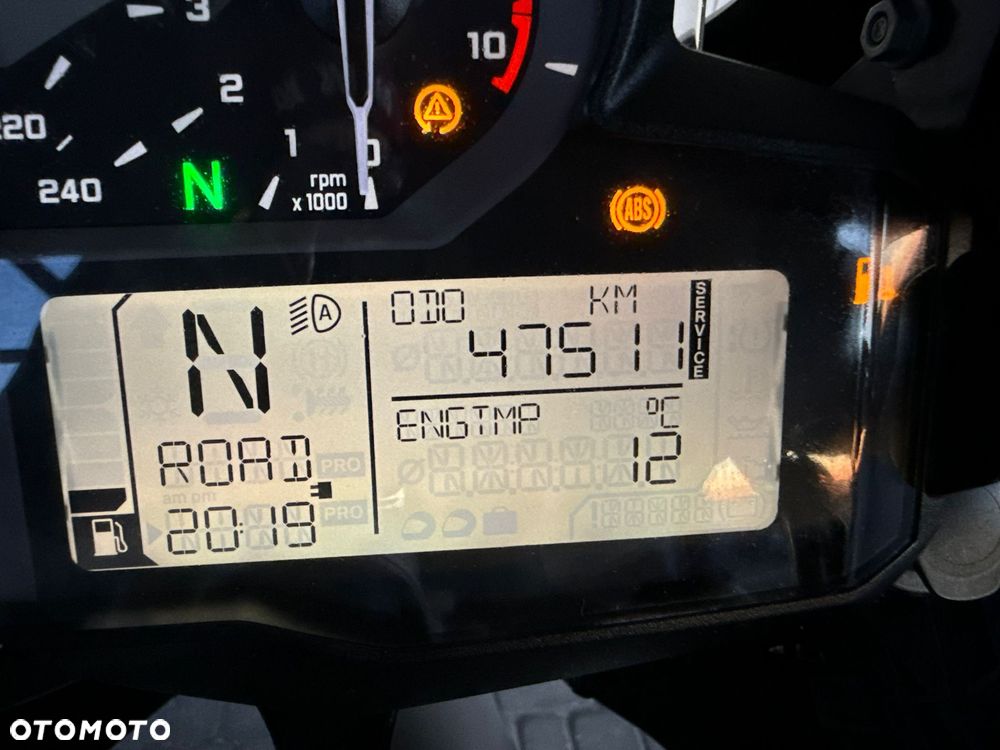 3
10
2
220
1
0
240
N
rpm
x 1000
ABS
N
A
ODO KM
47511
SERVICE
ENGTMP °C
12
ROAD
PRO
am pm
20:19
PRO
OTOMOTO